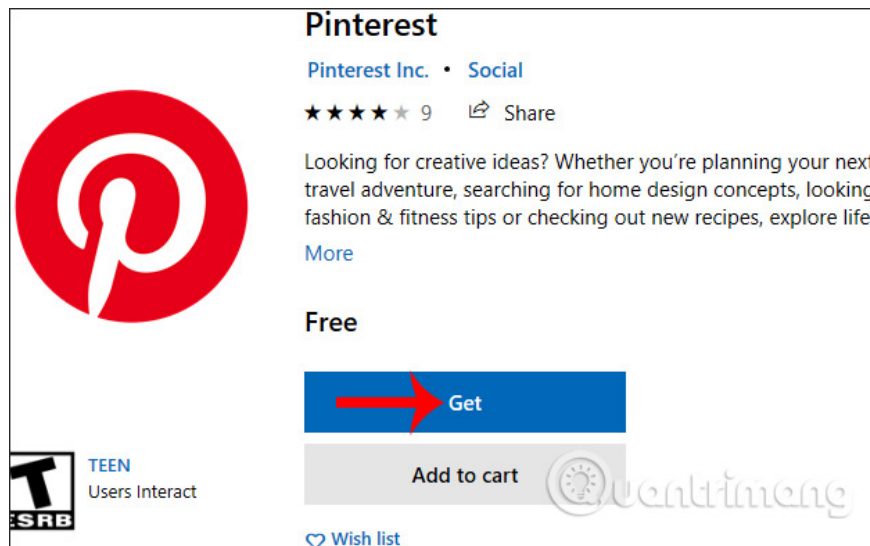 Pinterest
Pinterest Inc. • Social
9 Share
Looking for creative ideas? Whether you're planning your next
travel adventure, searching for home design concepts, looking
fashion & fitness tips or checking out new recipes, explore life
More
Free
Get
Add to cart
T
ESRB
TEEN
Users Interact
Wish list
Quantrimang